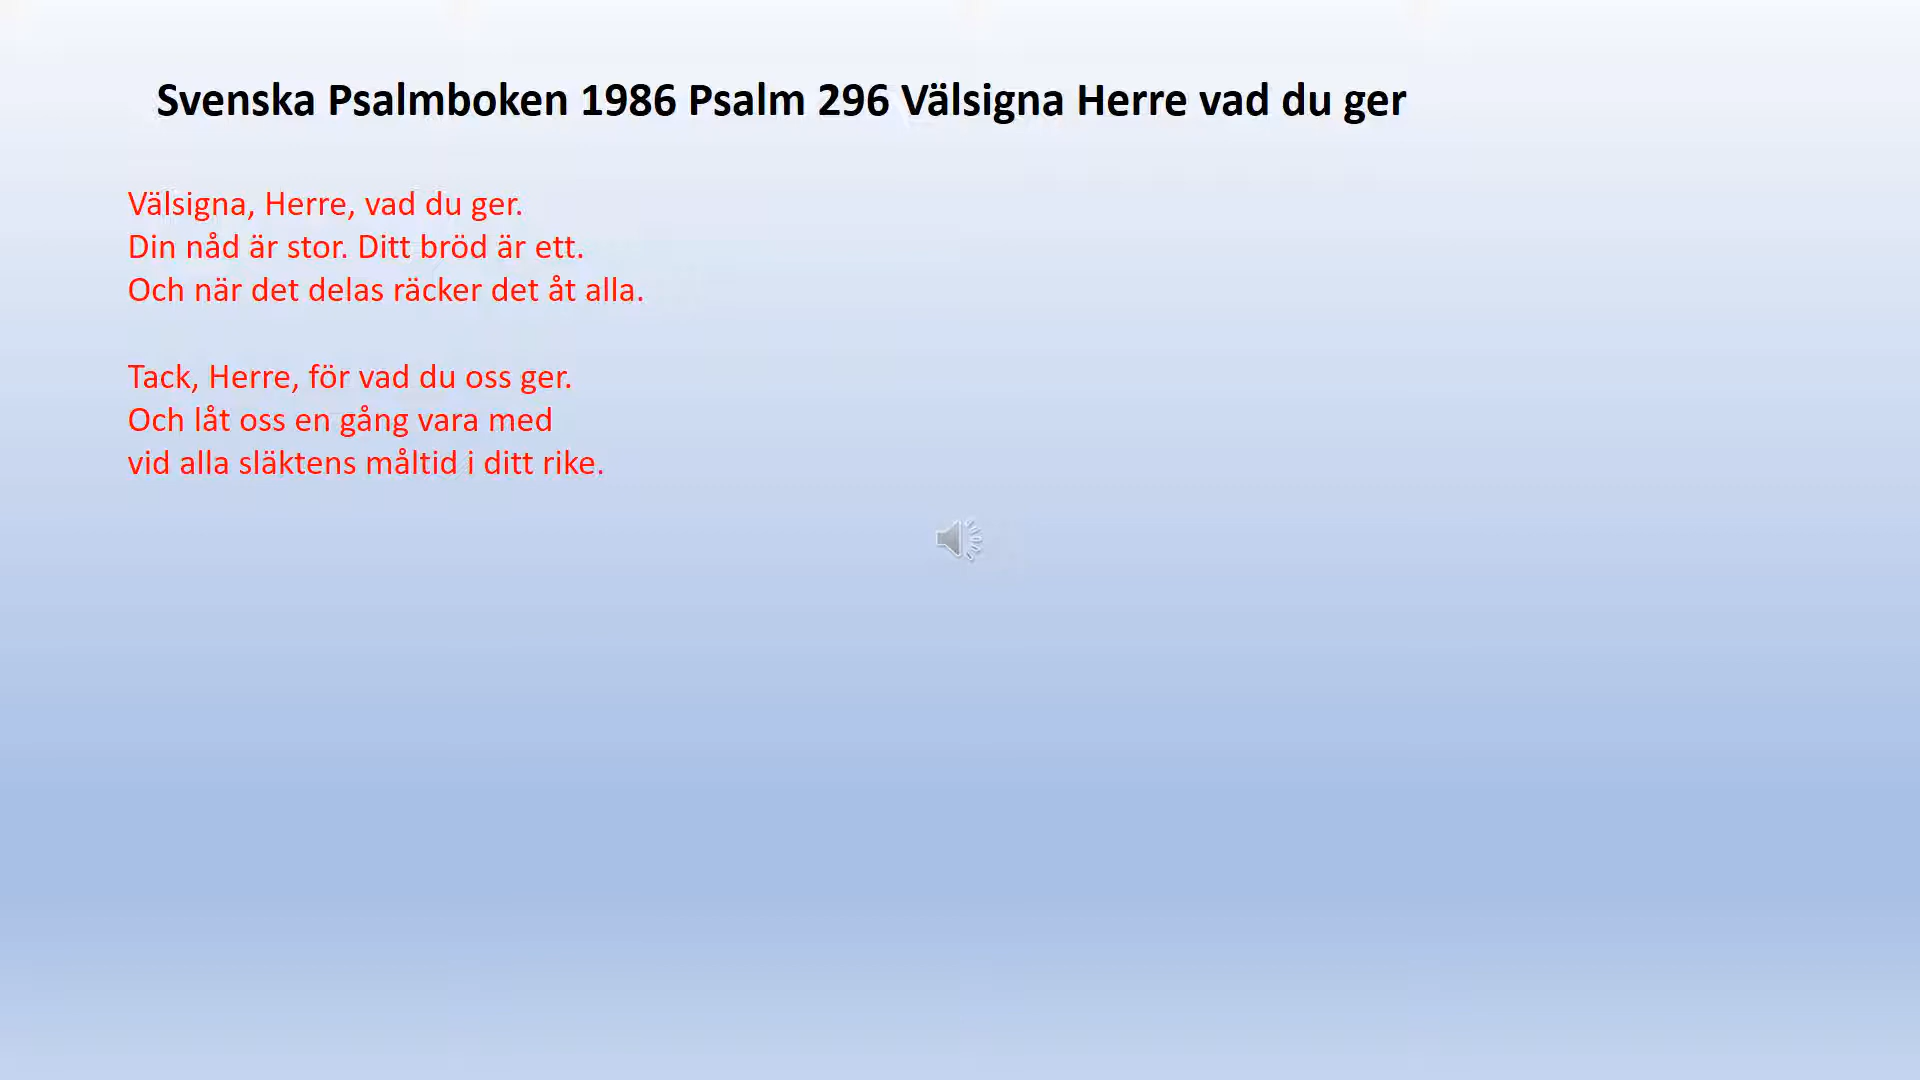 Svenska Psalmboken 1986 Psalm 296 Välsigna Herre vad du ger
Välsigna, Herre, vad du ger.
Din nåd är stor. Ditt bröd är ett.
Och när det delas räcker det åt alla.
Tack, Herre, för vad du oss ger.
Och låt oss en gång vara med
vid alla släktens måltid i ditt rike.